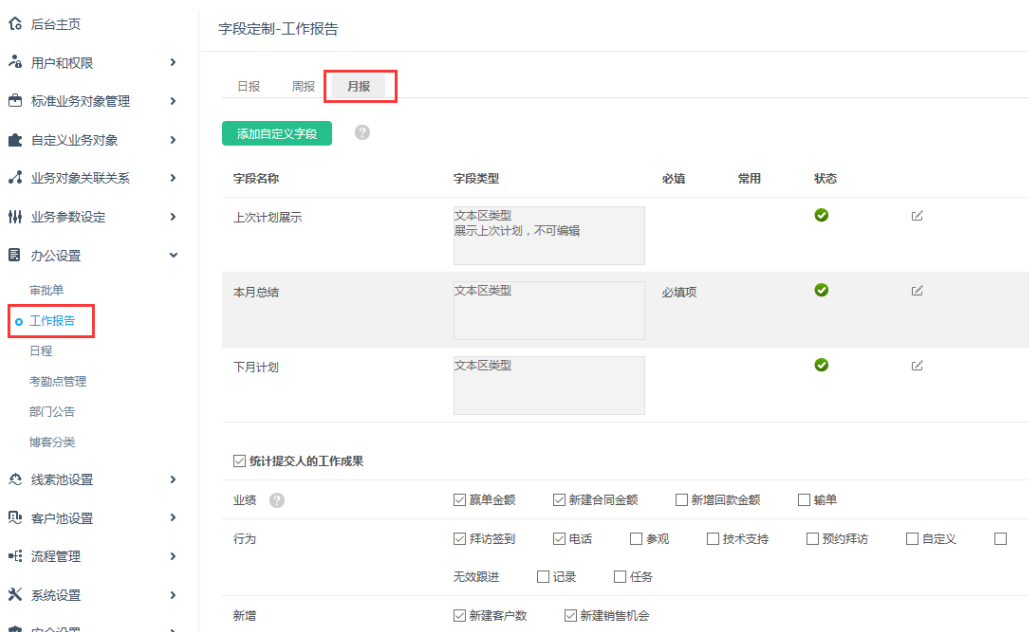 后台主页
用户和权限
标准业务对象管理
自定义业务对象
业务对象关联关系
业务参数设定
办公设置
审批单
工作报告
日程
考勤点管理
部门公告
博客分类
线索池设置
客户池设置
流程管理
系统设置
安全设置
字段定制-工作报告
日报 周报 月报
添加自定义字段 ?
字段名称 字段类型 必填 常用 状态
上次计划展示 文本区类型
展示上次计划，不可编辑
本月总结 文本区类型 必填项
下月计划 文本区类型
统计提交人的工作成果
业绩 ? 赢单金额 新建合同金额 新增回款金额 输单
行为 拜访签到 电话 参观 技术支持 预约拜访 自定义
无效跟进 记录 任务
新增 新建客户数 新建销售机会